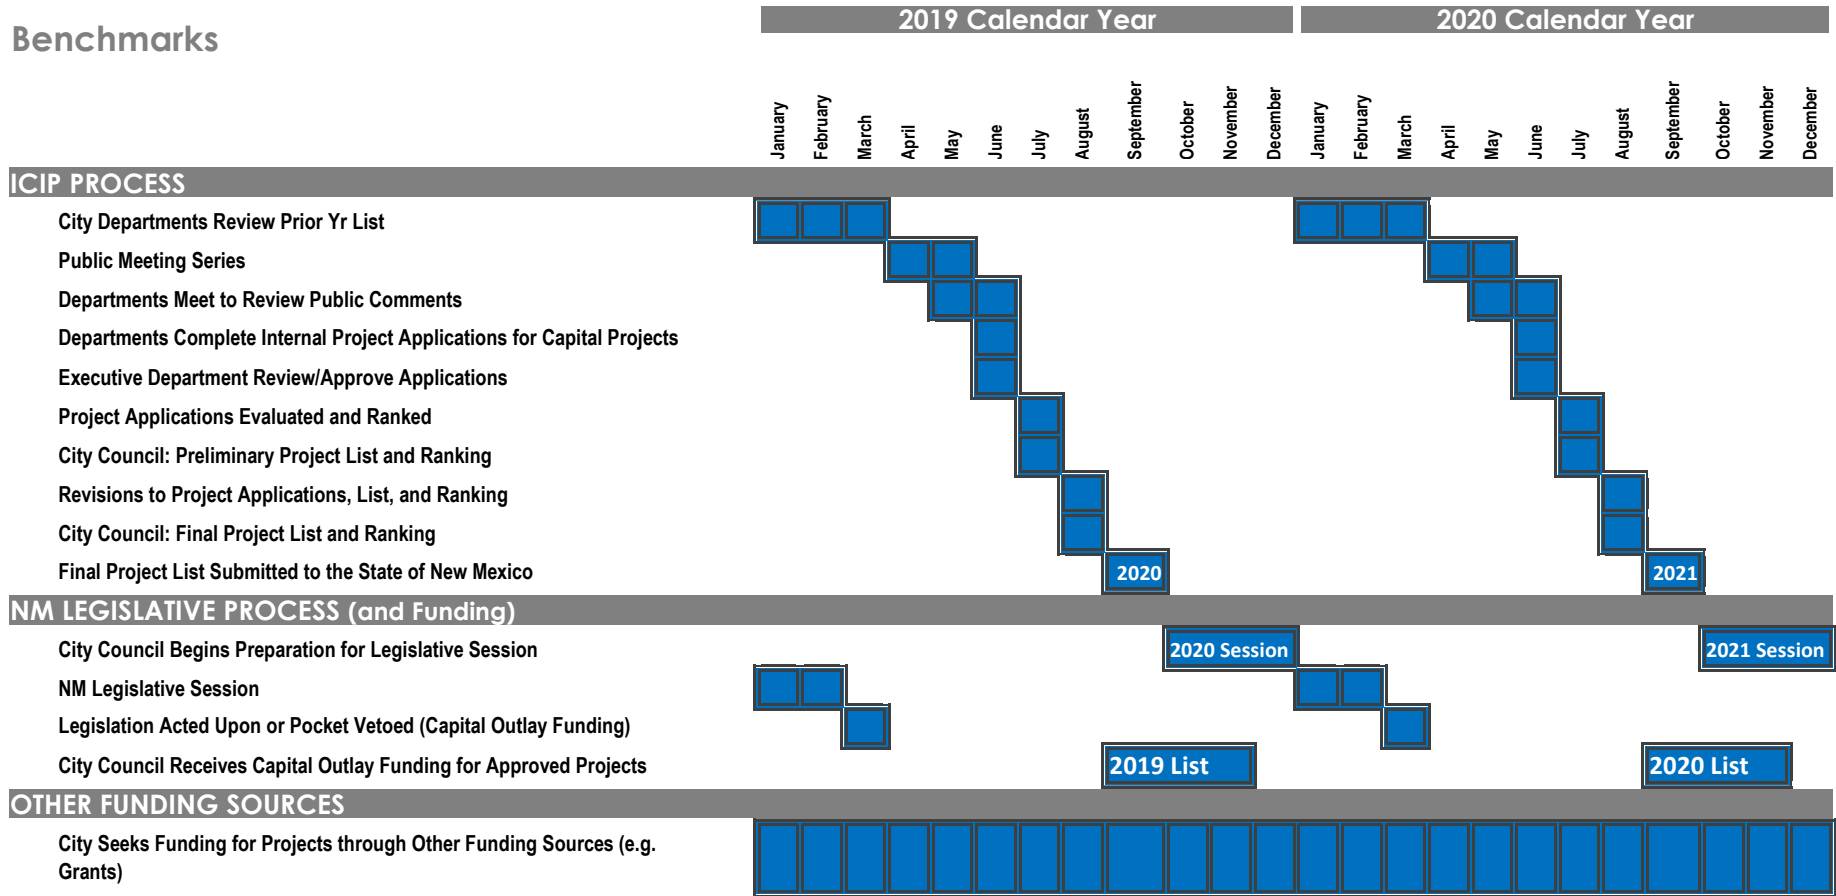 2019 Calendar Year
2020 Calendar Year
Benchmarks
January
February
March
April
May
June
July
August
September
October
November
December
January
February
March
April
May
June
July
August
September
October
November
December
ICIP PROCESS
City Departments Review Prior Yr List
Public Meeting Series
Departments Meet to Review Public Comments
Departments Complete Internal Project Applications for Capital Projects
Executive Department Review/Approve Applications
Project Applications Evaluated and Ranked
City Council: Preliminary Project List and Ranking
Revisions to Project Applications, List, and Ranking
City Council: Final Project List and Ranking
Final Project List Submitted to the State of New Mexico
2020
2021
NM LEGISLATIVE PROCESS (and Funding)
City Council Begins Preparation for Legislative Session
2020 Session
2021 Session
NM Legislative Session
Legislation Acted Upon or Pocket Vetoed (Capital Outlay Funding)
City Council Receives Capital Outlay Funding for Approved Projects
2019 List
2020 List
OTHER FUNDING SOURCES
City Seeks Funding for Projects through Other Funding Sources (e.g.
Grants)